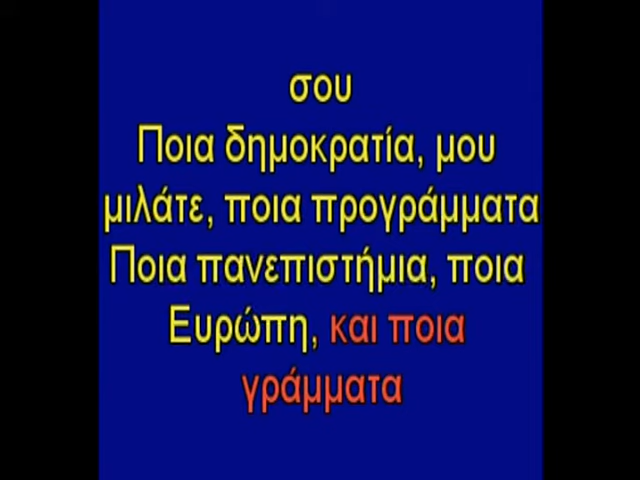 σου
Ποια δημοκρατία, μου
μιλάτε, ποια προγράμματα
Ποια πανεπιστήμια, ποια
Ευρώπη, και ποια
γράμματα